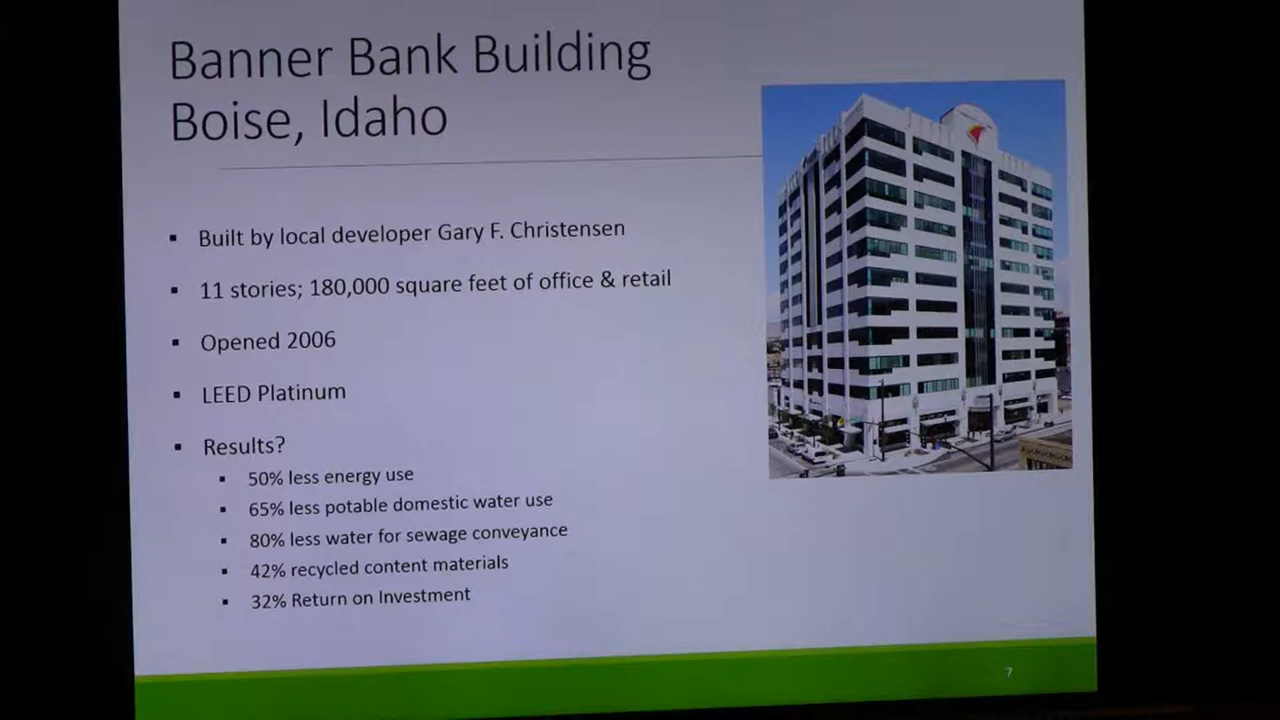 Banner Bank Building
Boise, Idaho
▪ Built by local developer Gary F. Christensen
▪ 11 stories; 180,000 square feet of office & retail
▪ Opened 2006
▪ LEED Platinum
▪ Results?
▪ 50% less energy use
▪ 65% less potable domestic water use
▪ 80% less water for sewage conveyance
▪ 42% recycled content materials
▪ 32% Return on Investment
7